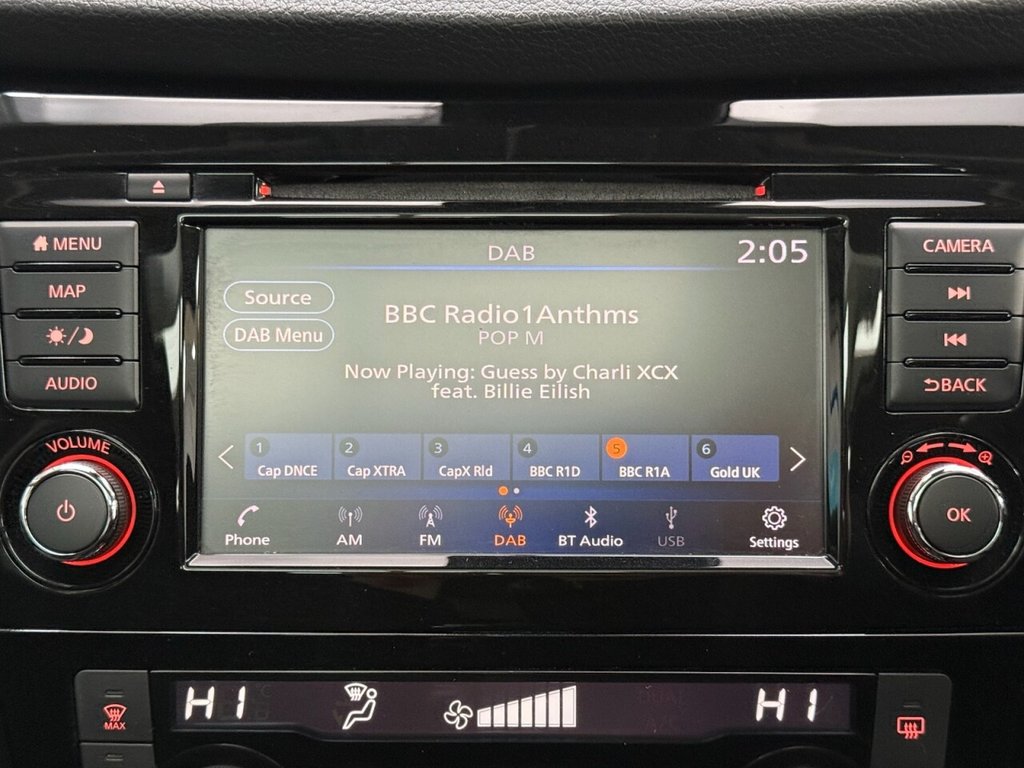 DAB 2:05
MENU
MAP
AUDIO
VOLUME
Source
DAB Menu
BBC Radio1Anthms
POP M
Now Playing: Guess by Charli XCX
feat. Billie Eilish
1 2 3 4 5 6
Cap DNCE Cap XTRA CapX Rld BBC R1D BBC R1A Gold UK
Phone AM FM DAB BT Audio USB Settings
CAMERA
BACK
OK
MAX
HI HI